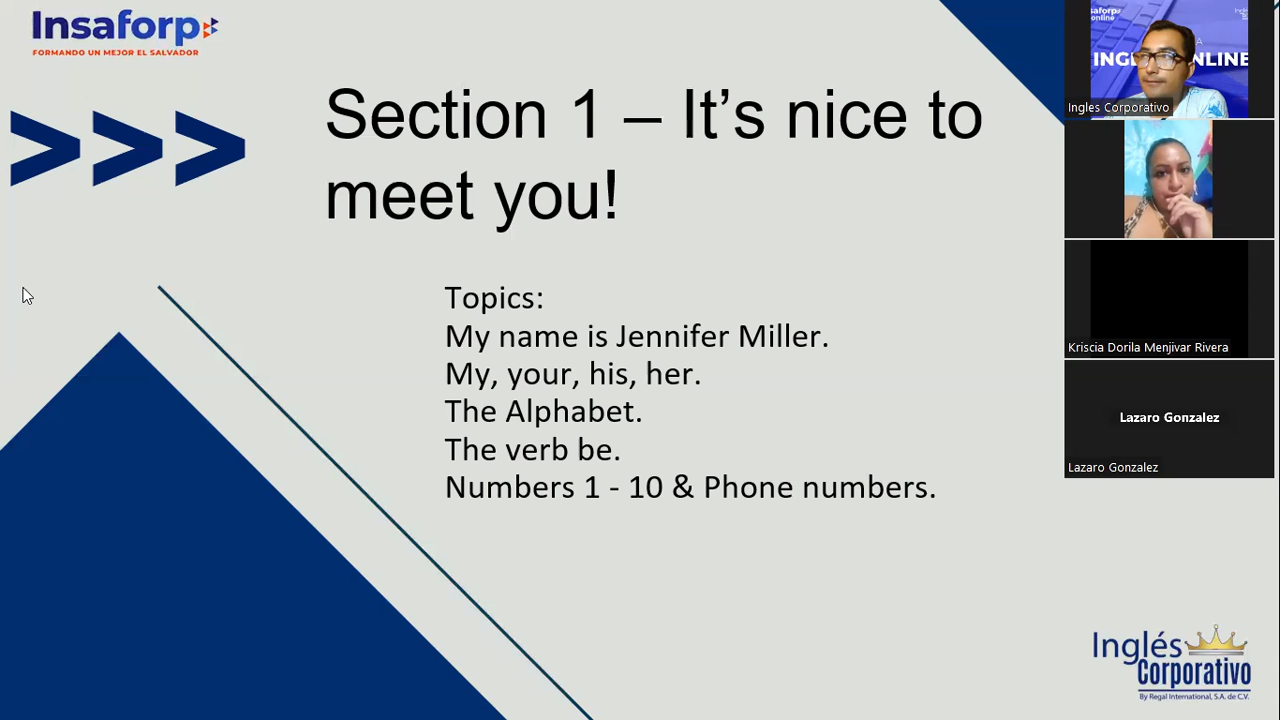 Insaforp
FORMANDO UN MEJOR EL SALVADOR
>>>
Section 1 – It's nice to
meet you!
Topics:
My name is Jennifer Miller.
My, your, his, her.
The Alphabet.
The verb be.
Numbers 1 - 10 & Phone numbers.
online
Ingles Corporativo
Kriscia Dorila Menjivar Rivera
Lazaro Gonzalez
Lazaro Gonzalez
Inglés
Corporativo
By Regal International, S.A. de C.V.